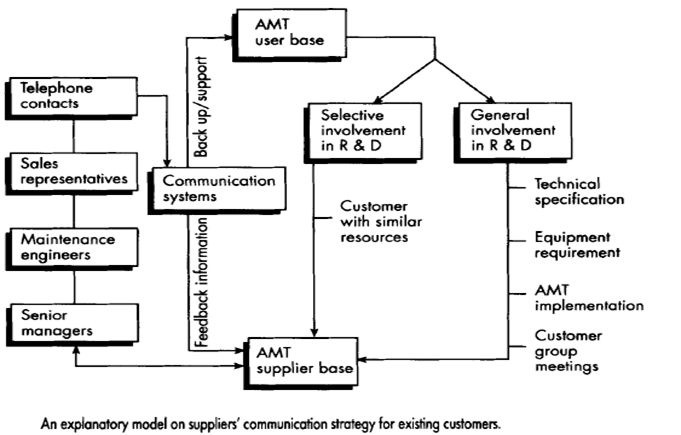 AMT
user base
Telephone
contacts
Back up/support
Selective
involvement
in R & D
General
involvement
in R & D
Sales
representatives
Communication
systems
Technical
specification
Customer
with similar
resources
Maintenance
engineers
Equipment
requirement
Feedback information
AMT
implementation
Senior
managers
AMT
supplier base
Customer
group
meetings
An explanatory model on suppliers' communication strategy for existing customers.